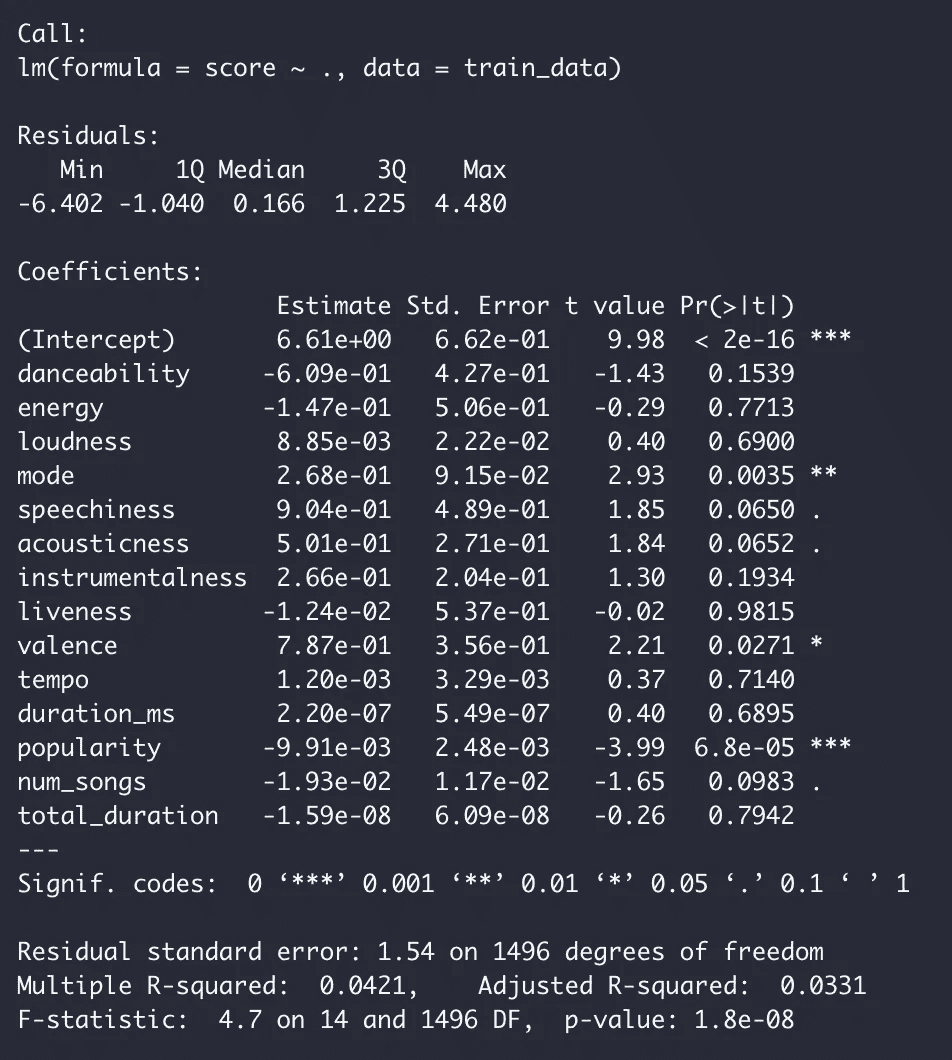 Call:
lm(formula = score ~ ., data = train_data)
Residuals:
Min 1Q Median 3Q Max
-6.402 -1.040 0.166 1.225 4.480
Coefficients:
Estimate Std. Error t value Pr(>|t|)
(Intercept) 6.61e+00 6.62e-01 9.98 < 2e-16 ***
danceability -6.09e-01 4.27e-01 -1.43 0.1539
energy -1.47e-01 5.06e-01 -0.29 0.7713
loudness 8.85e-03 2.22e-02 0.40 0.6900
mode 2.68e-01 9.15e-02 2.93 0.0035 **
speechiness 9.04e-01 4.89e-01 1.85 0.0650 .
acousticness 5.01e-01 2.71e-01 1.84 0.0652 .
instrumentalness 2.66e-01 2.04e-01 1.30 0.1934
liveness -1.24e-02 5.37e-01 -0.02 0.9815
valence 7.87e-01 3.56e-01 2.21 0.0271 *
tempo 1.20e-03 3.29e-03 0.37 0.7140
duration_ms 2.20e-07 5.49e-07 0.40 0.6895
popularity -9.91e-03 2.48e-03 -3.99 6.8e-05 ***
num_songs -1.93e-02 1.17e-02 -1.65 0.0983 .
total_duration -1.59e-08 6.09e-08 -0.26 0.7942
---
Signif. codes: 0 ‘***’ 0.001 ‘**’ 0.01 ‘*’ 0.05 ‘.’ 0.1 ‘ ’ 1
Residual standard error: 1.54 on 1496 degrees of freedom
Multiple R-squared: 0.0421, Adjusted R-squared: 0.0331
F-statistic: 4.7 on 14 and 1496 DF, p-value: 1.8e-08